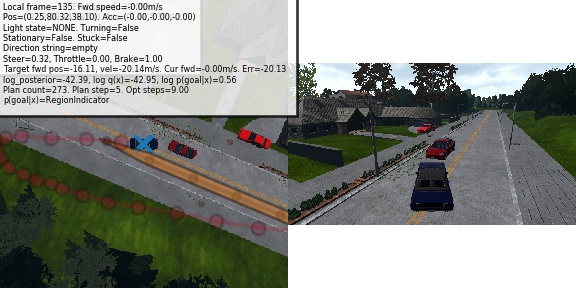 Local frame=135: Fwd.speed=-0.00m/s
Pos=(0.25,80.32,38.10). Acc=(-0.00,-0.00,-0.00)
Light state=NONE. Turning=False
Stationary=False. Stuck=False
Direction string=empty
Steer=0.32, Throttle=0.00, Brake=1.00
Target fwd pos=-16.11, vel=-20.14m/s. Cur fwd=-0.00m/s. Err=-20.13
log_posterior=-42.39, log q(x)=-42.95, log p(goal|x)=0.56
Plan count=273. Plan step=5. Opt steps=9.00
p(goal|x)=RegionIndicator